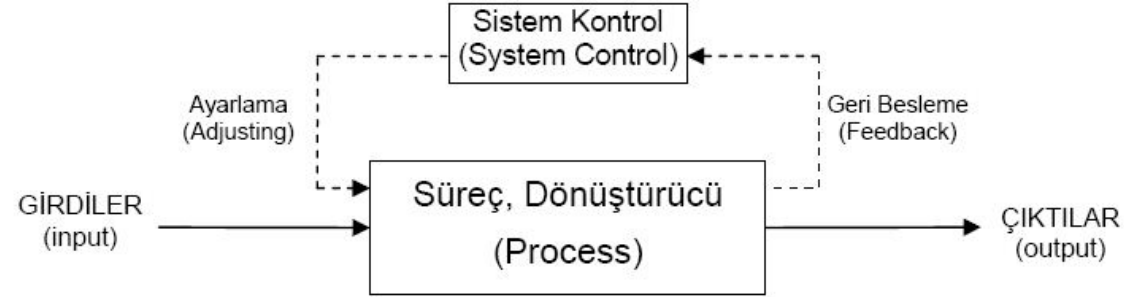 Sistem Kontrol
(System Control)
Ayarlama
(Adjusting)
Geri Besleme
(Feedback)
GİRDİLER
(input)
Süreç, Dönüştürücü
(Process)
ÇIKTILAR
(output)